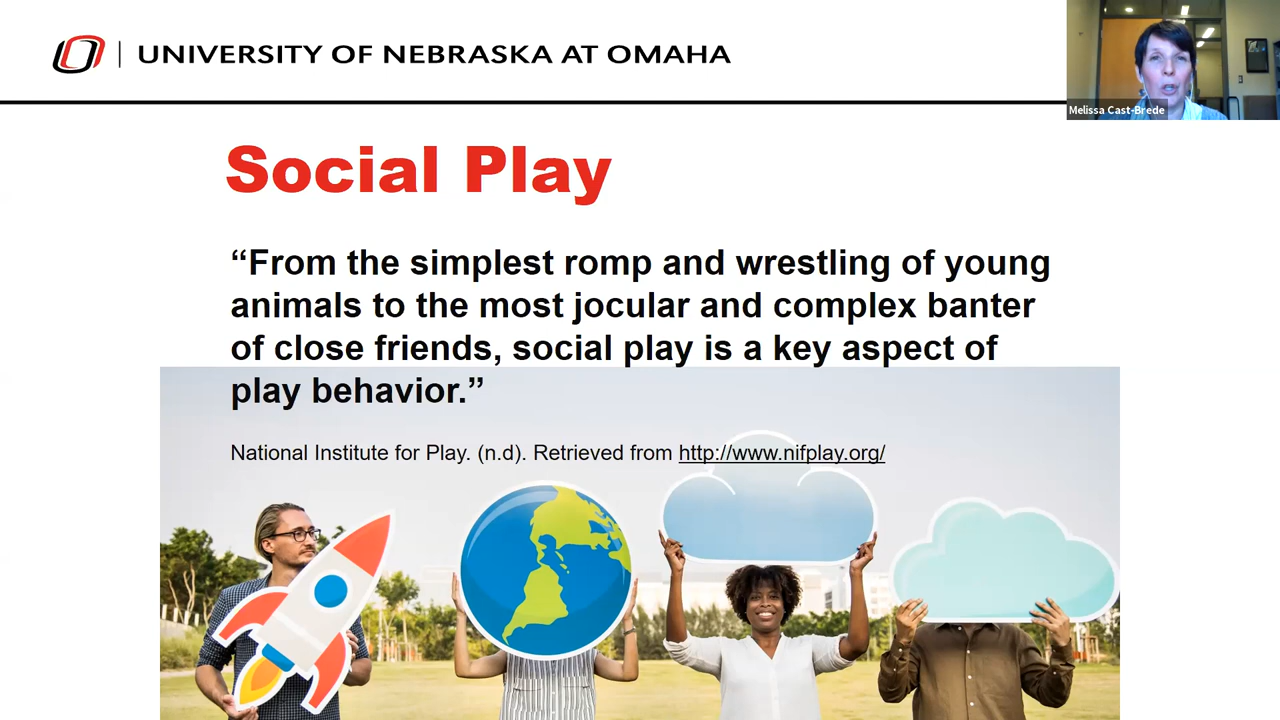 UNIVERSITY OF NEBRASKA AT OMAHA
Melissa Cast-Brede
Social Play
“From the simplest romp and wrestling of young
animals to the most jocular and complex banter
of close friends, social play is a key aspect of
play behavior.”
National Institute for Play. (n.d). Retrieved from http://www.nifplay.org/